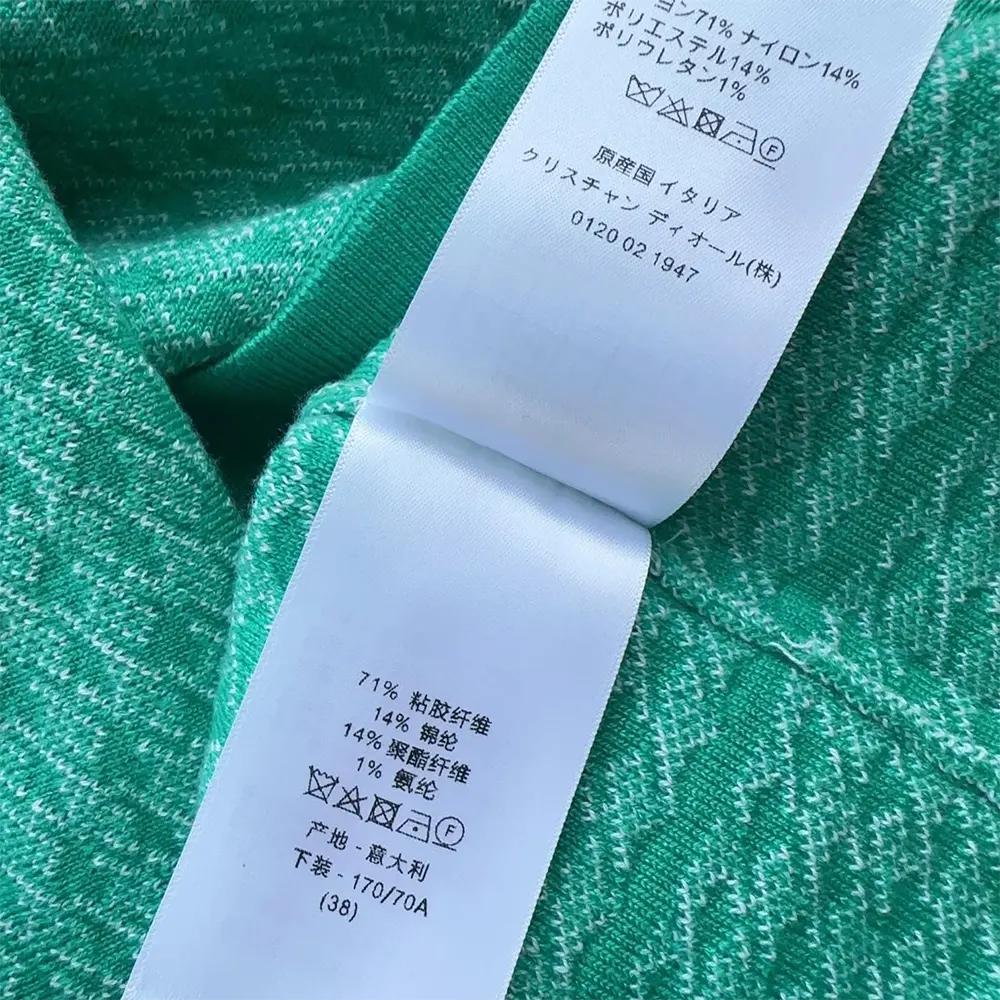 ヨン71% ナイロン14%
ポリエステル14%
ポリウレタン1%
F
原産国 イタリア
クリスチャン ディオール(株)
0120 02 1947
71% 粘胶纤维
14% 锦纶
14% 聚酯纤维
1% 氨纶
F
产地 - 意大利
下装 - 170/70A
(38)